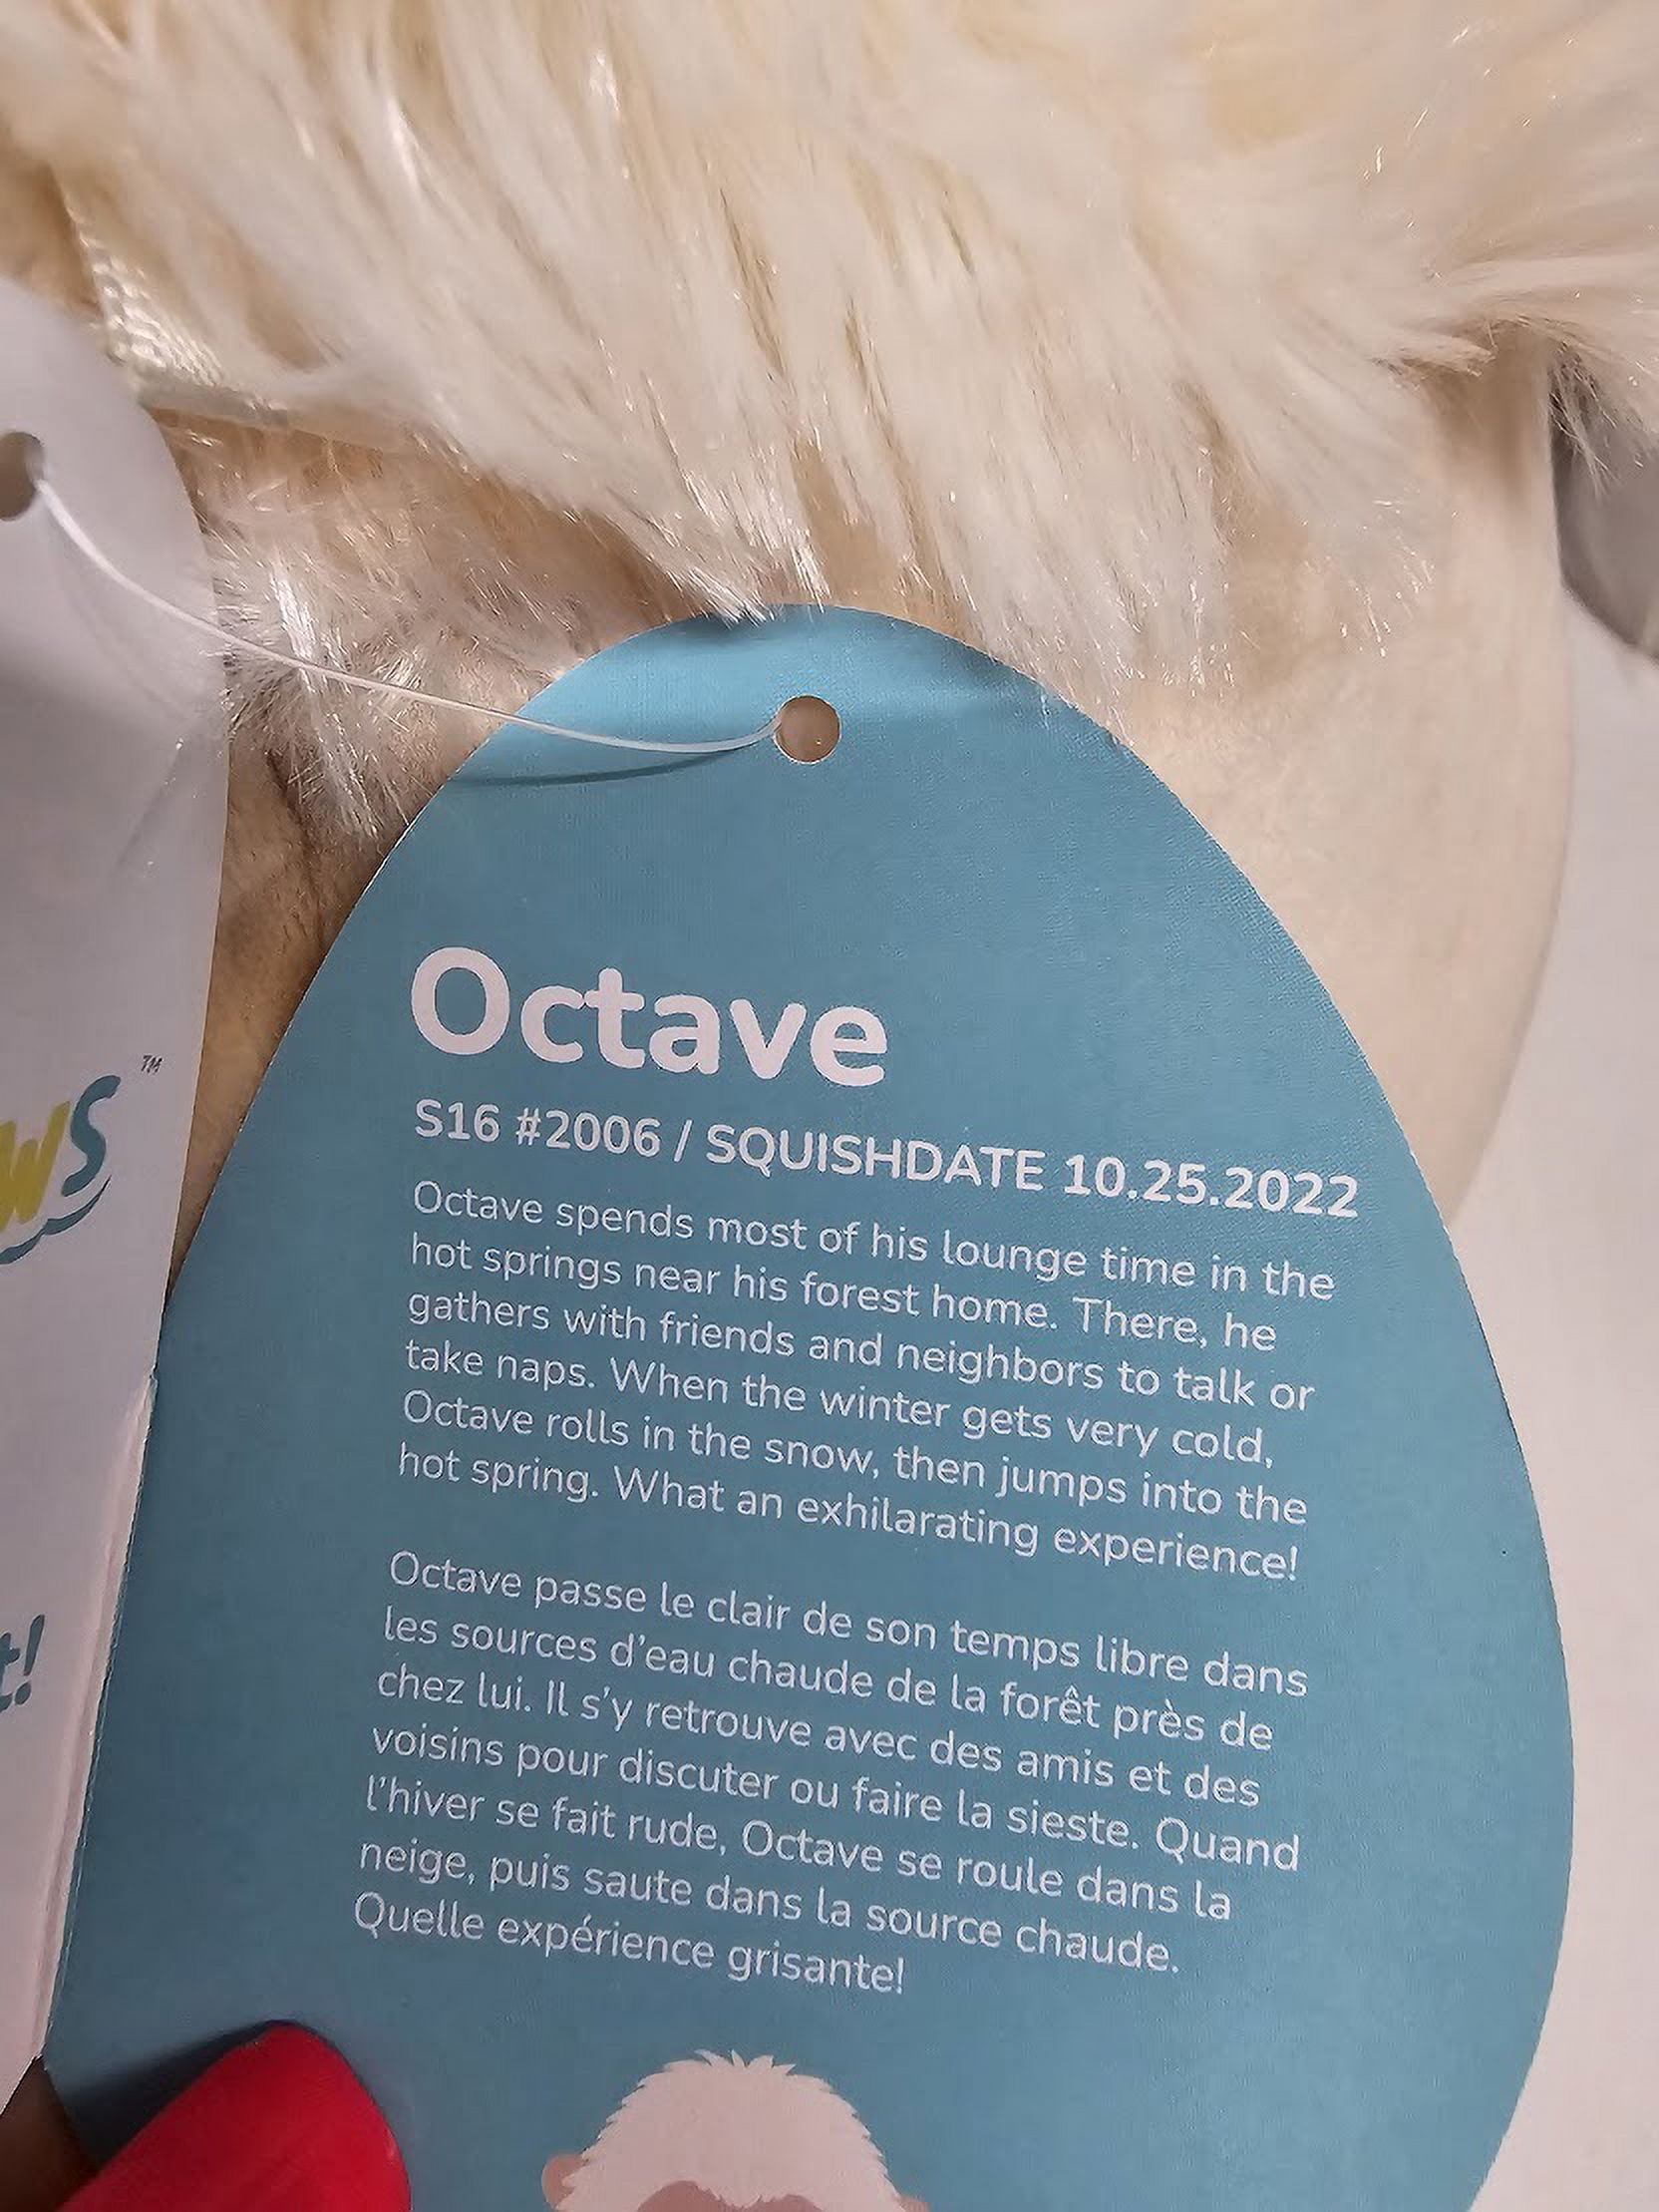 Octave
S16 #2006 / SQUISHDATE 10.25.2022
Octave spends most of his lounge time in the
hot springs near his forest home. There, he
gathers with friends and neighbors to talk or
take naps. When the winter gets very cold,
Octave rolls in the snow, then jumps into the
hot spring. What an exhilarating experience!
Octave passe le clair de son temps libre dans
les sources d'eau chaude de la forêt près de
chez lui. Il s'y retrouve avec des amis et des
voisins pour discuter ou faire la sieste. Quand
l'hiver se fait rude, Octave se roule dans la
neige, puis saute dans la source chaude.
Quelle expérience grisante!